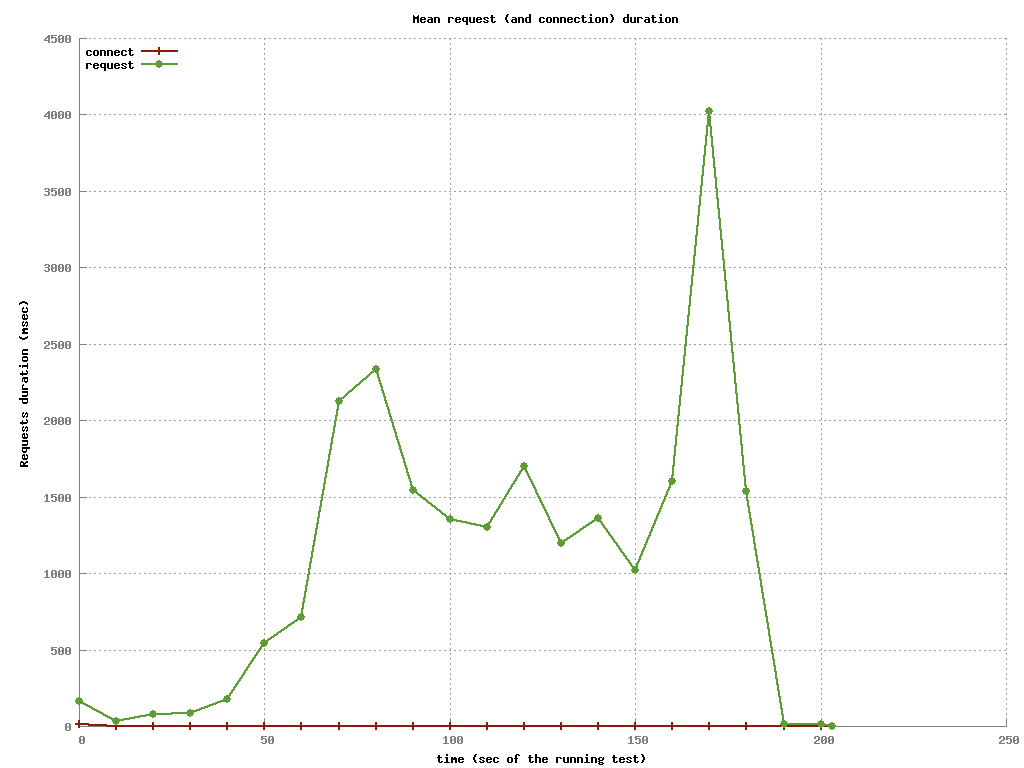 Mean request (and connection) duration
4500
connect
request
4000
3500
3000
2500
Requests duration (msec)
2000
1500
1000
500
0
0 50 100 150 200 250
time (sec of the running test)